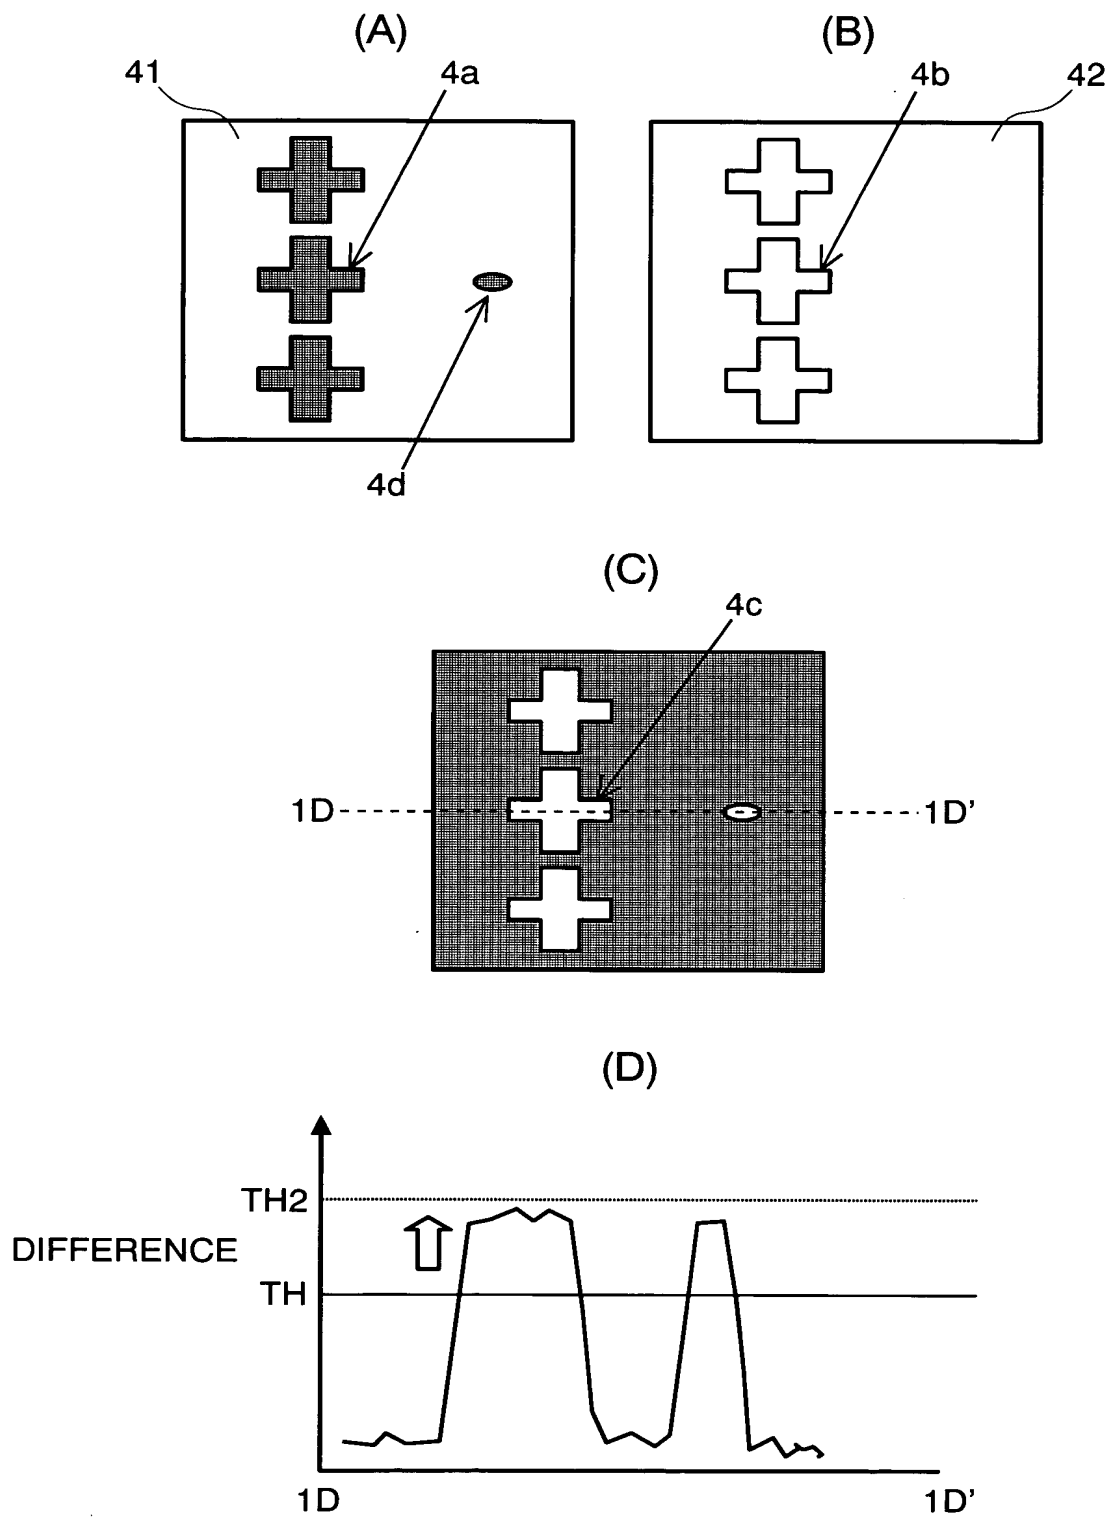 (A)
(B)
41
4a
4b
42
4d
(C)
4c
1D
1D'
(D)
TH2
DIFFERENCE
TH
1D
1D'